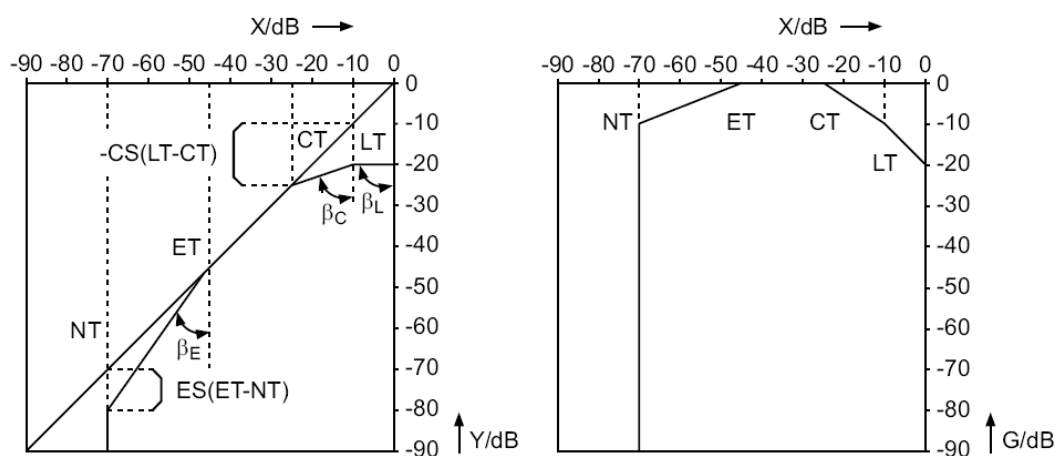 X/dB
-90 -80 -70 -60 -50 -40 -30 -20 -10 0
-10
-20
-30
-40
-50
-60
-70
-80
-90
-CS(LT-CT)
CT
LT
βC
βL
ET
NT
βE
ES(ET-NT)
Y/dB
X/dB
-90 -80 -70 -60 -50 -40 -30 -20 -10
0
-10
-20
-30
-40
-50
-60
-70
-80
-90
NT
ET
CT
LT
G/dB